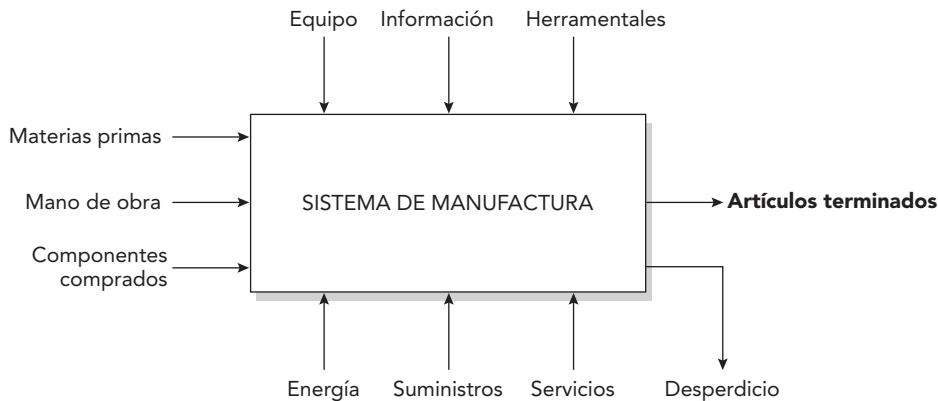 Equipo Información Herramentales
Materias primas
Mano de obra
SISTEMA DE MANUFACTURA
Artículos terminados
Componentes
comprados
Energía Suministros Servicios Desperdicio